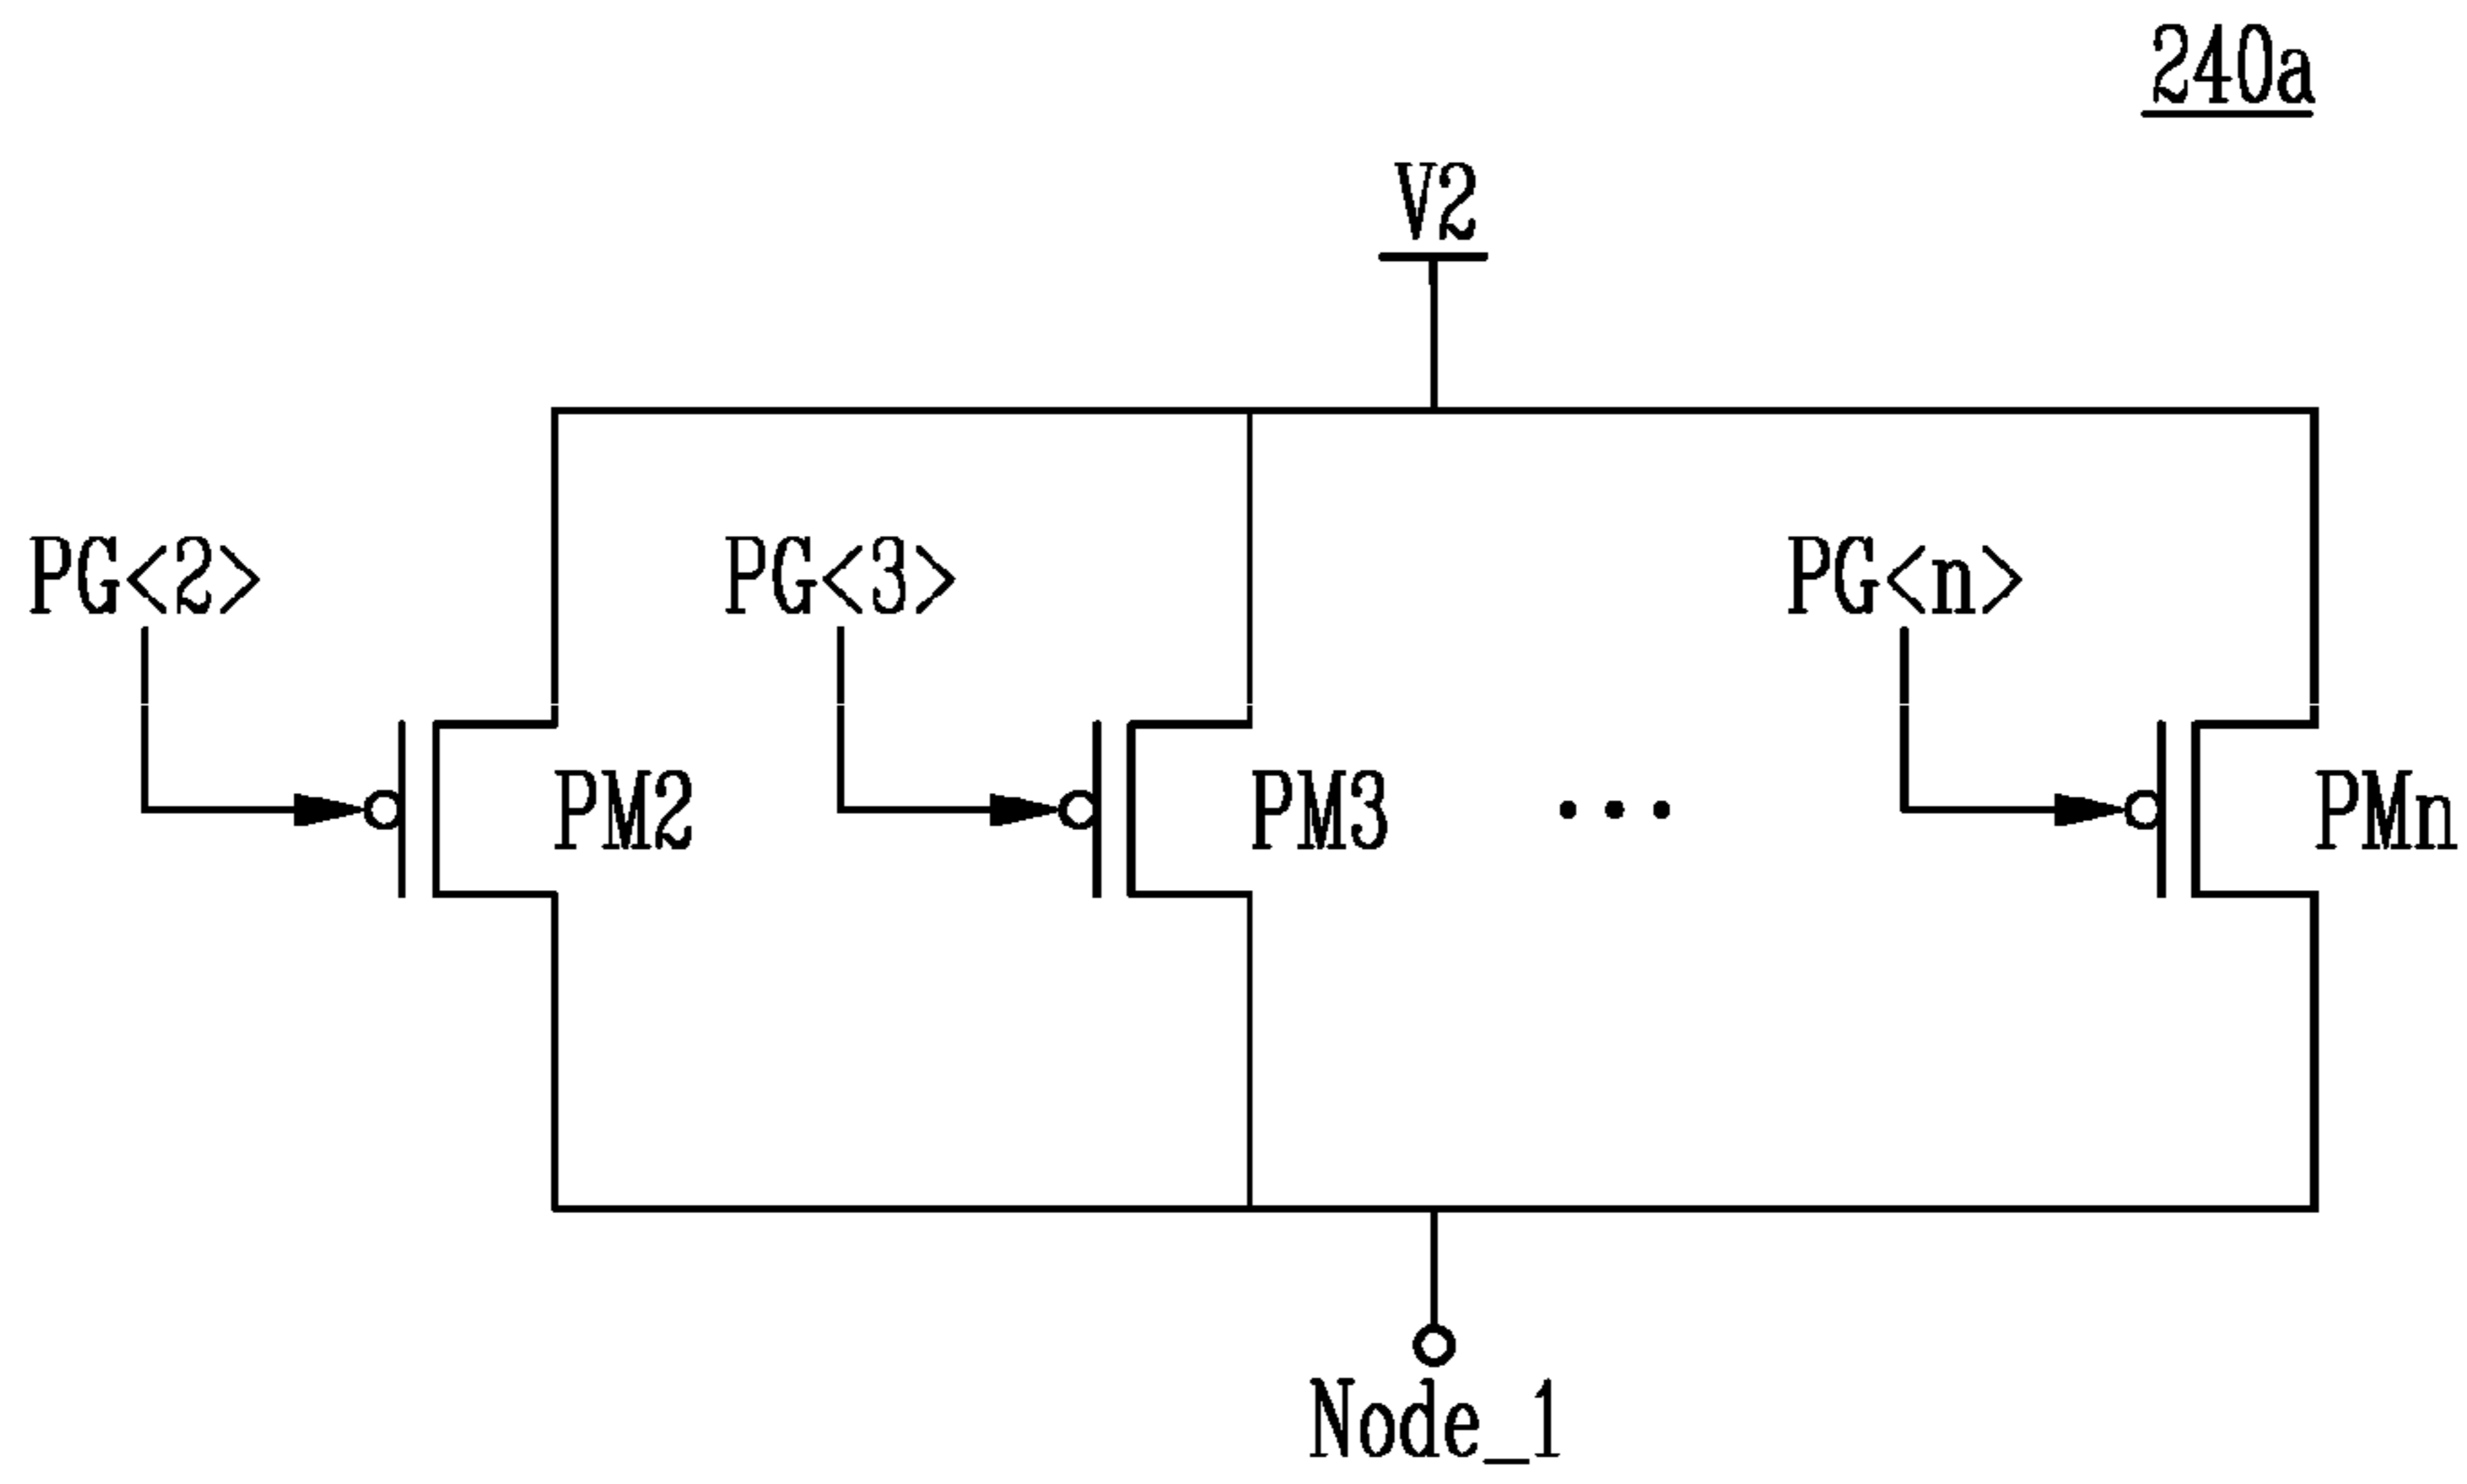 240a
V2
PG<2>
PG<3>
PG<n>
PM2
PM3
...
PMn
Node_1